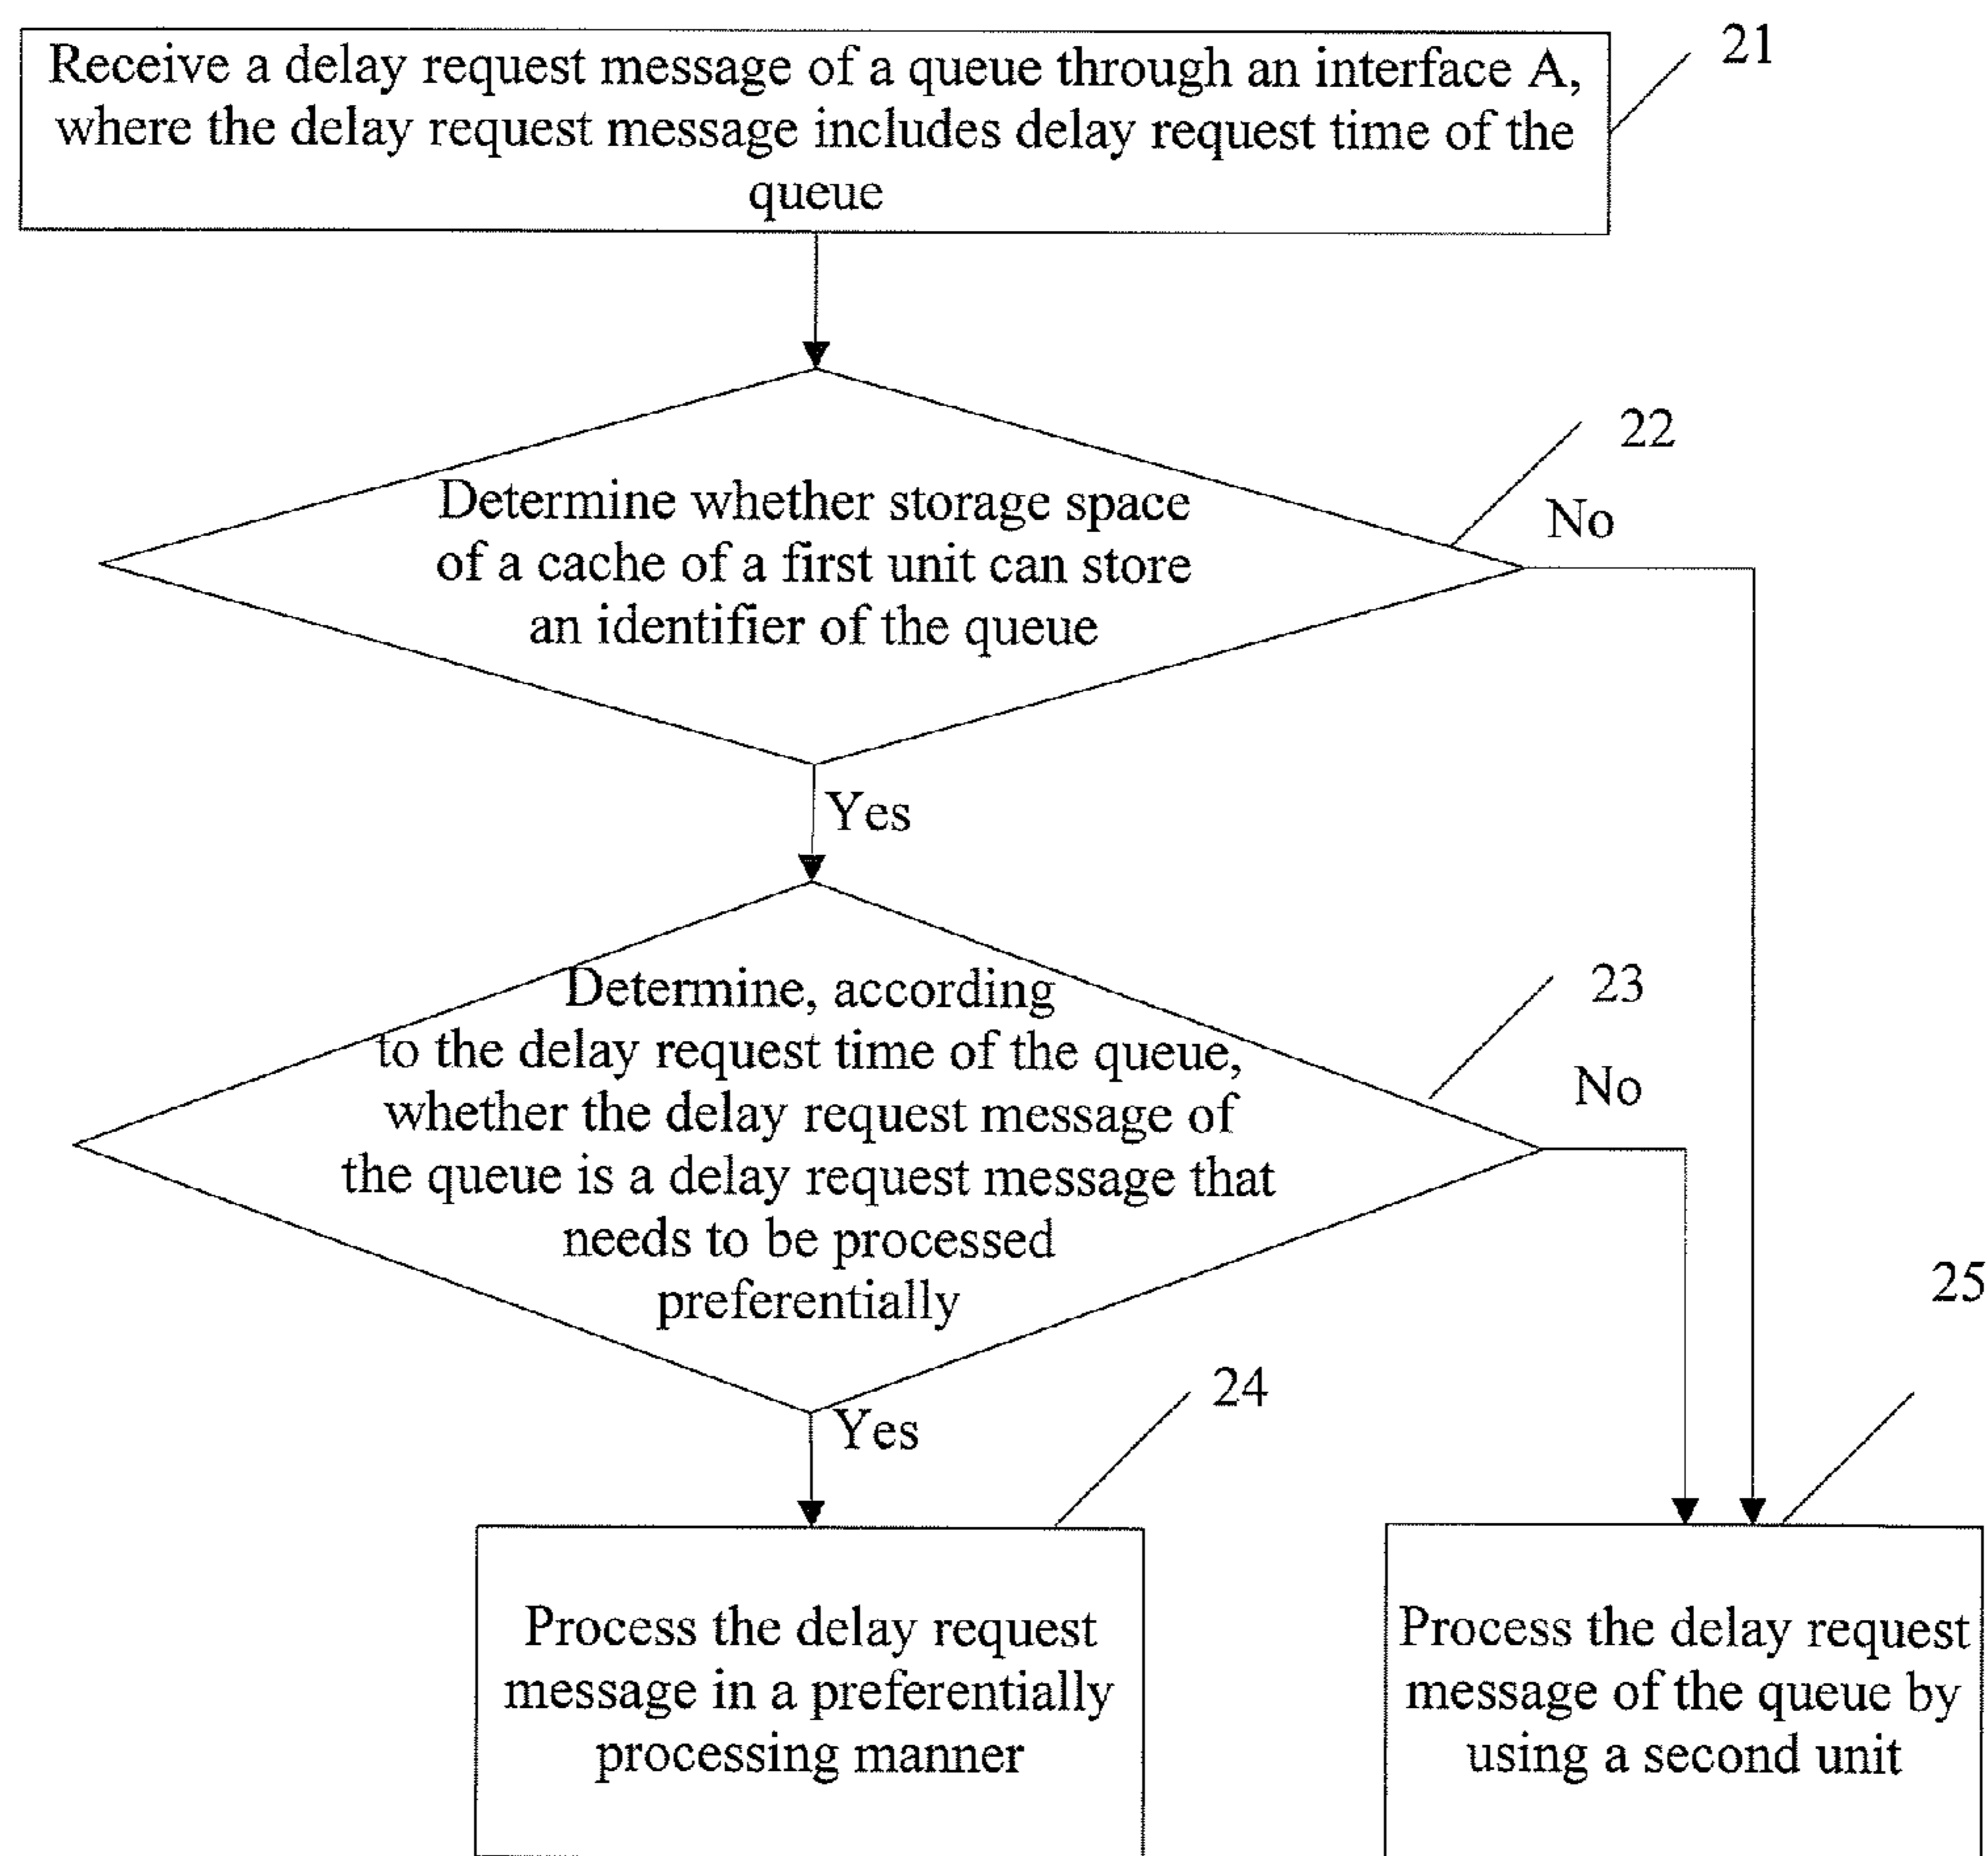 Receive a delay request message of a queue through an interface A,
where the delay request message includes delay request time of the
queue
21
Determine whether storage space
of a cache of a first unit can store
an identifier of the queue
22
No
Yes
Determine, according
to the delay request time of the queue,
whether the delay request message of
the queue is a delay request message that
needs to be processed
preferentially
23
No
Yes
24
25
Process the delay request
message in a preferentially
processing manner
Process the delay request
message of the queue by
using a second unit